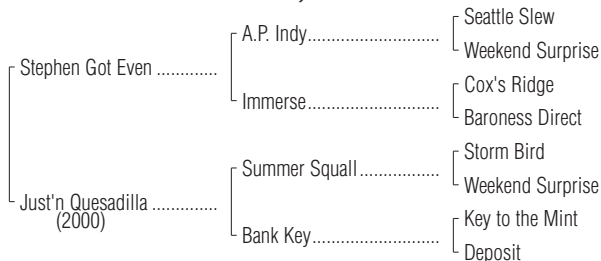 Seattle Slew
A.P. Indy..............................
Weekend Surprise
Stephen Got Even .............
Cox's Ridge
Immerse.............................
Baroness Direct
Storm Bird
Summer Squall.................
Weekend Surprise
Just'n Quesadilla .............
(2000)
Key to the Mint
Bank Key............................
Deposit